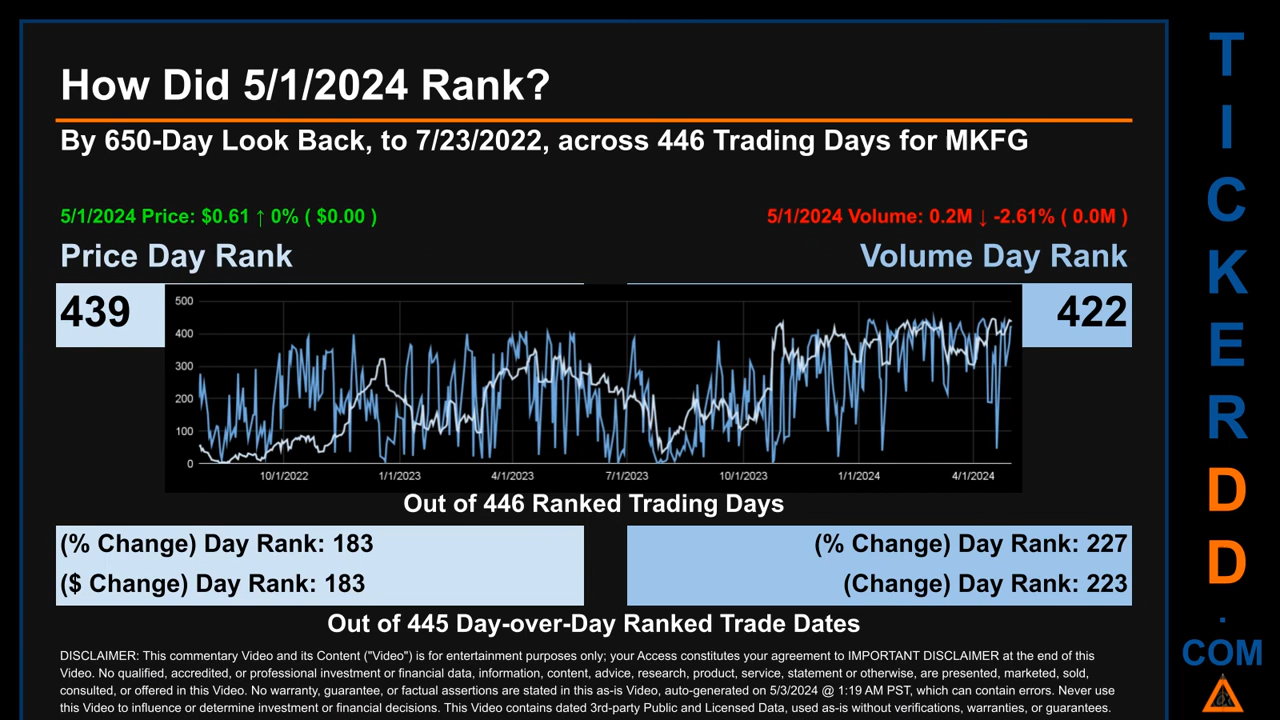 How Did 5/1/2024 Rank?
By 650-Day Look Back, to 7/23/2022, across 446 Trading Days for MKFG
5/1/2024 Price: $0.61 ↑ 0% ( $0.00 )
5/1/2024 Volume: 0.2M ↓ -2.61% ( 0.0M )
Price Day Rank
Volume Day Rank
439
422
500
400
300
200
100
0
10/1/2022
1/1/2023
4/1/2023
7/1/2023
10/1/2023
1/1/2024
4/1/2024
Out of 446 Ranked Trading Days
(% Change) Day Rank: 183
($ Change) Day Rank: 183
(% Change) Day Rank: 227
(Change) Day Rank: 223
Out of 445 Day-over-Day Ranked Trade Dates
DISCLAIMER: This commentary Video and its Content ("Video") is for entertainment purposes only; your Access constitutes your agreement to IMPORTANT DISCLAIMER at the end of this
Video. No qualified, accredited, or professional investment or financial data, information, content, advice, research, product, service, statement or otherwise, are presented, marketed, sold,
consulted, or offered in this Video. No warranty, guarantee, or factual assertions are stated in this as-is Video, auto-generated on 5/3/2024 @ 1:19 AM PST, which can contain errors. Never use
this Video to influence or determine investment or financial decisions. This Video contains dated 3rd-party Public and Licensed Data, used as-is without verifications, warranties, or guarantees.
T
I
C
K
E
R
D
D
.
COM